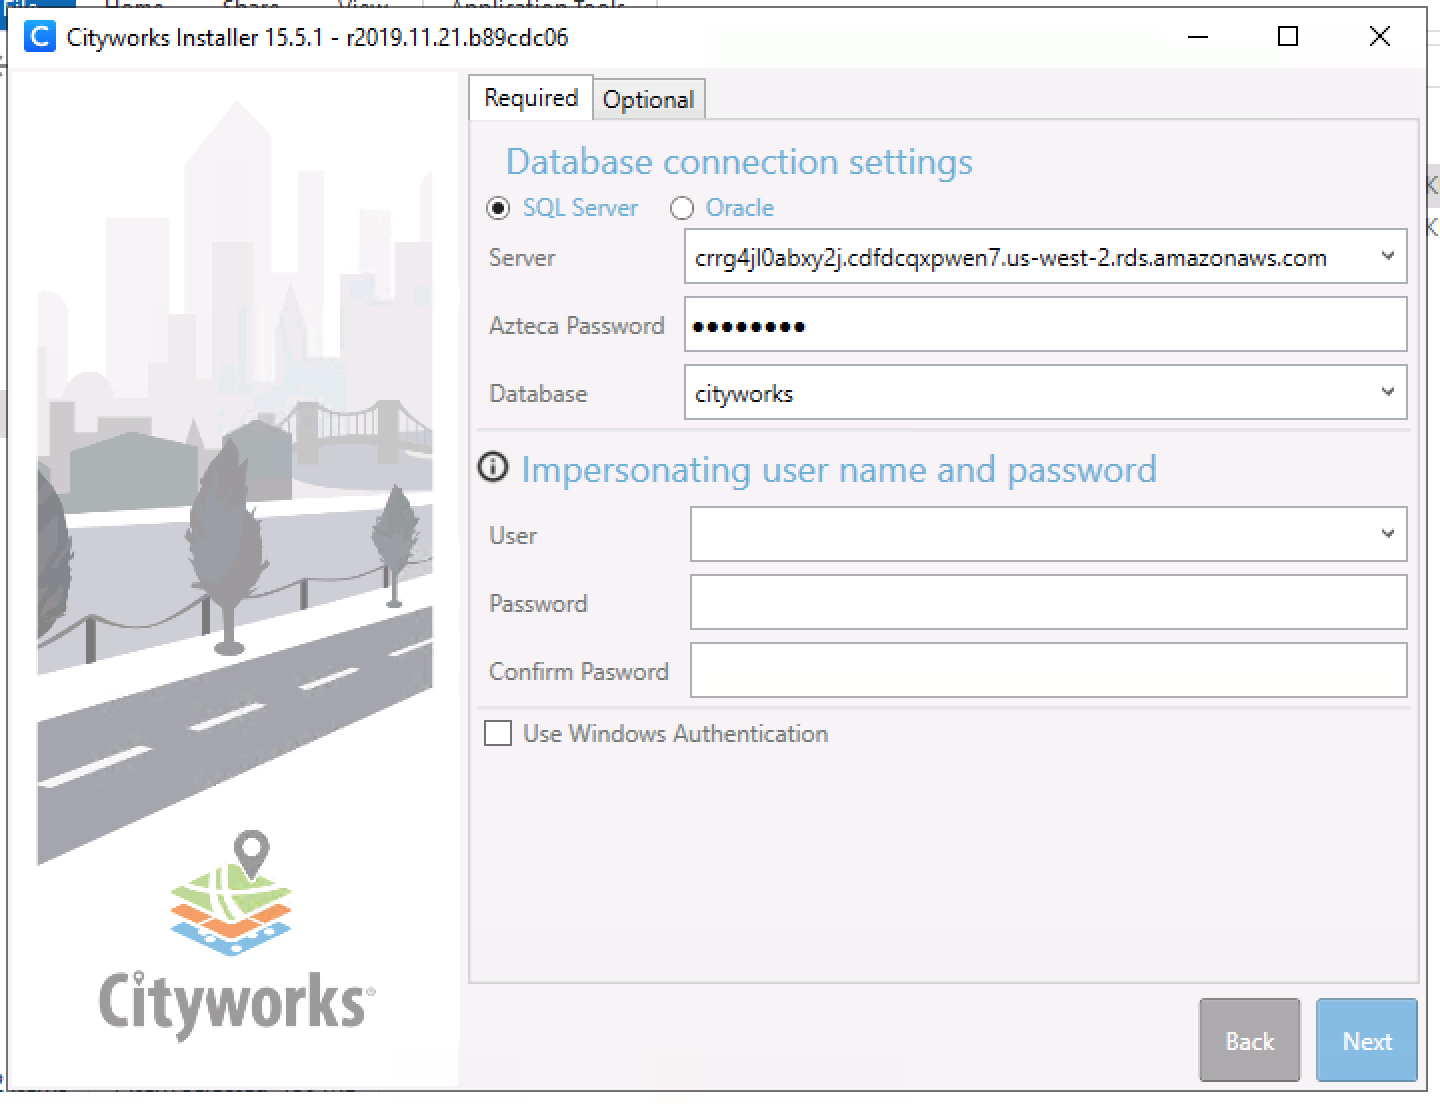 Cityworks Installer 15.5.1 - r2019.11.21.b89cdc06
Required
Optional
Database connection settings
SQL Server
Oracle
Server
crrg4jl0abxy2j.cdfdcqxpwen7.us-west-2.rds.amazonaws.com
Azteca Password
●●●●●●●●
Database
cityworks
Impersonating user name and password
User
Password
Confirm Pasword
Use Windows Authentication
Cityworks®
Back
Next